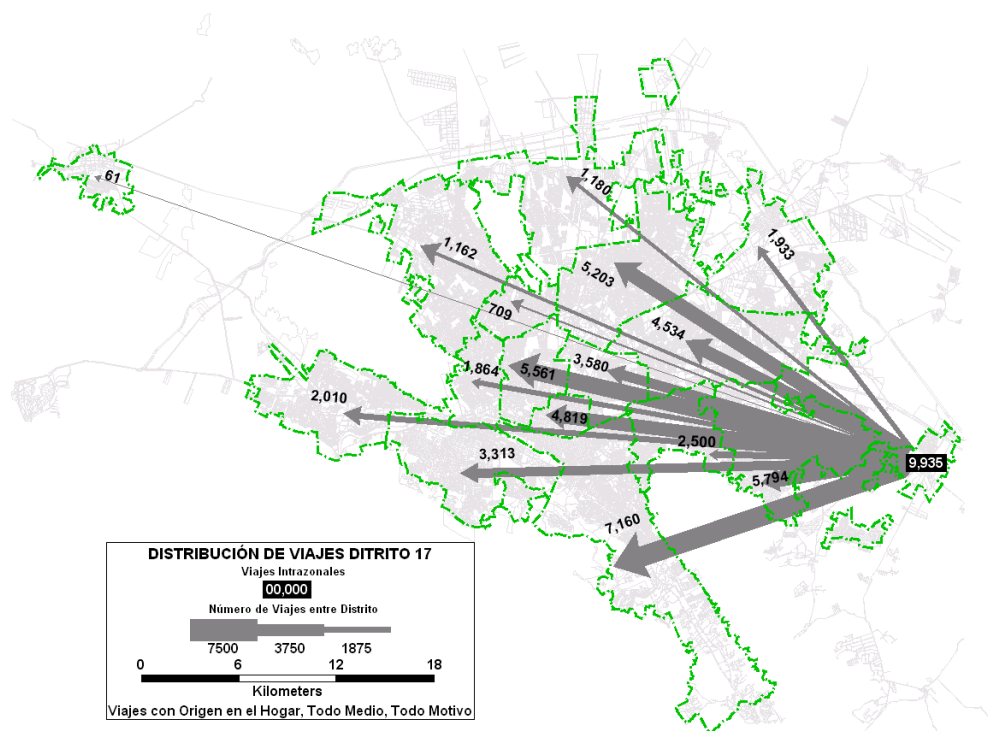 61
1,180
1,933
1,162
5,203
709
4,534
1,864
5,561
3,580
2,010
4,819
2,500
3,313
5,794
9,935
7,160
DISTRIBUCIÓN DE VIAJES DITRITO 17
Viajes Intrazonales
00,000
Número de Viajes entre Distrito
7500 3750 1875
0 6 12 18
Kilometers
Viajes con Origen en el Hogar, Todo Medio, Todo Motivo